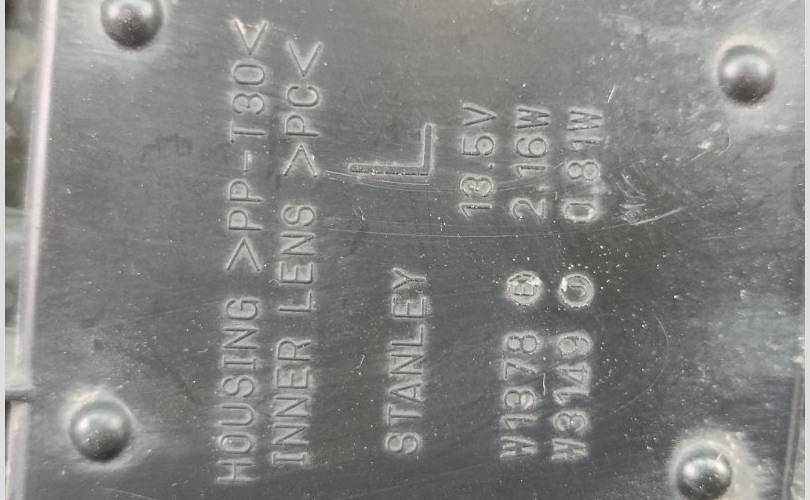 HOUSING >PP-T30<
INNER LENS >PC<
STANLEY L
13.5V
W1378 Ⓗ 2.16W
W3149 0.81W